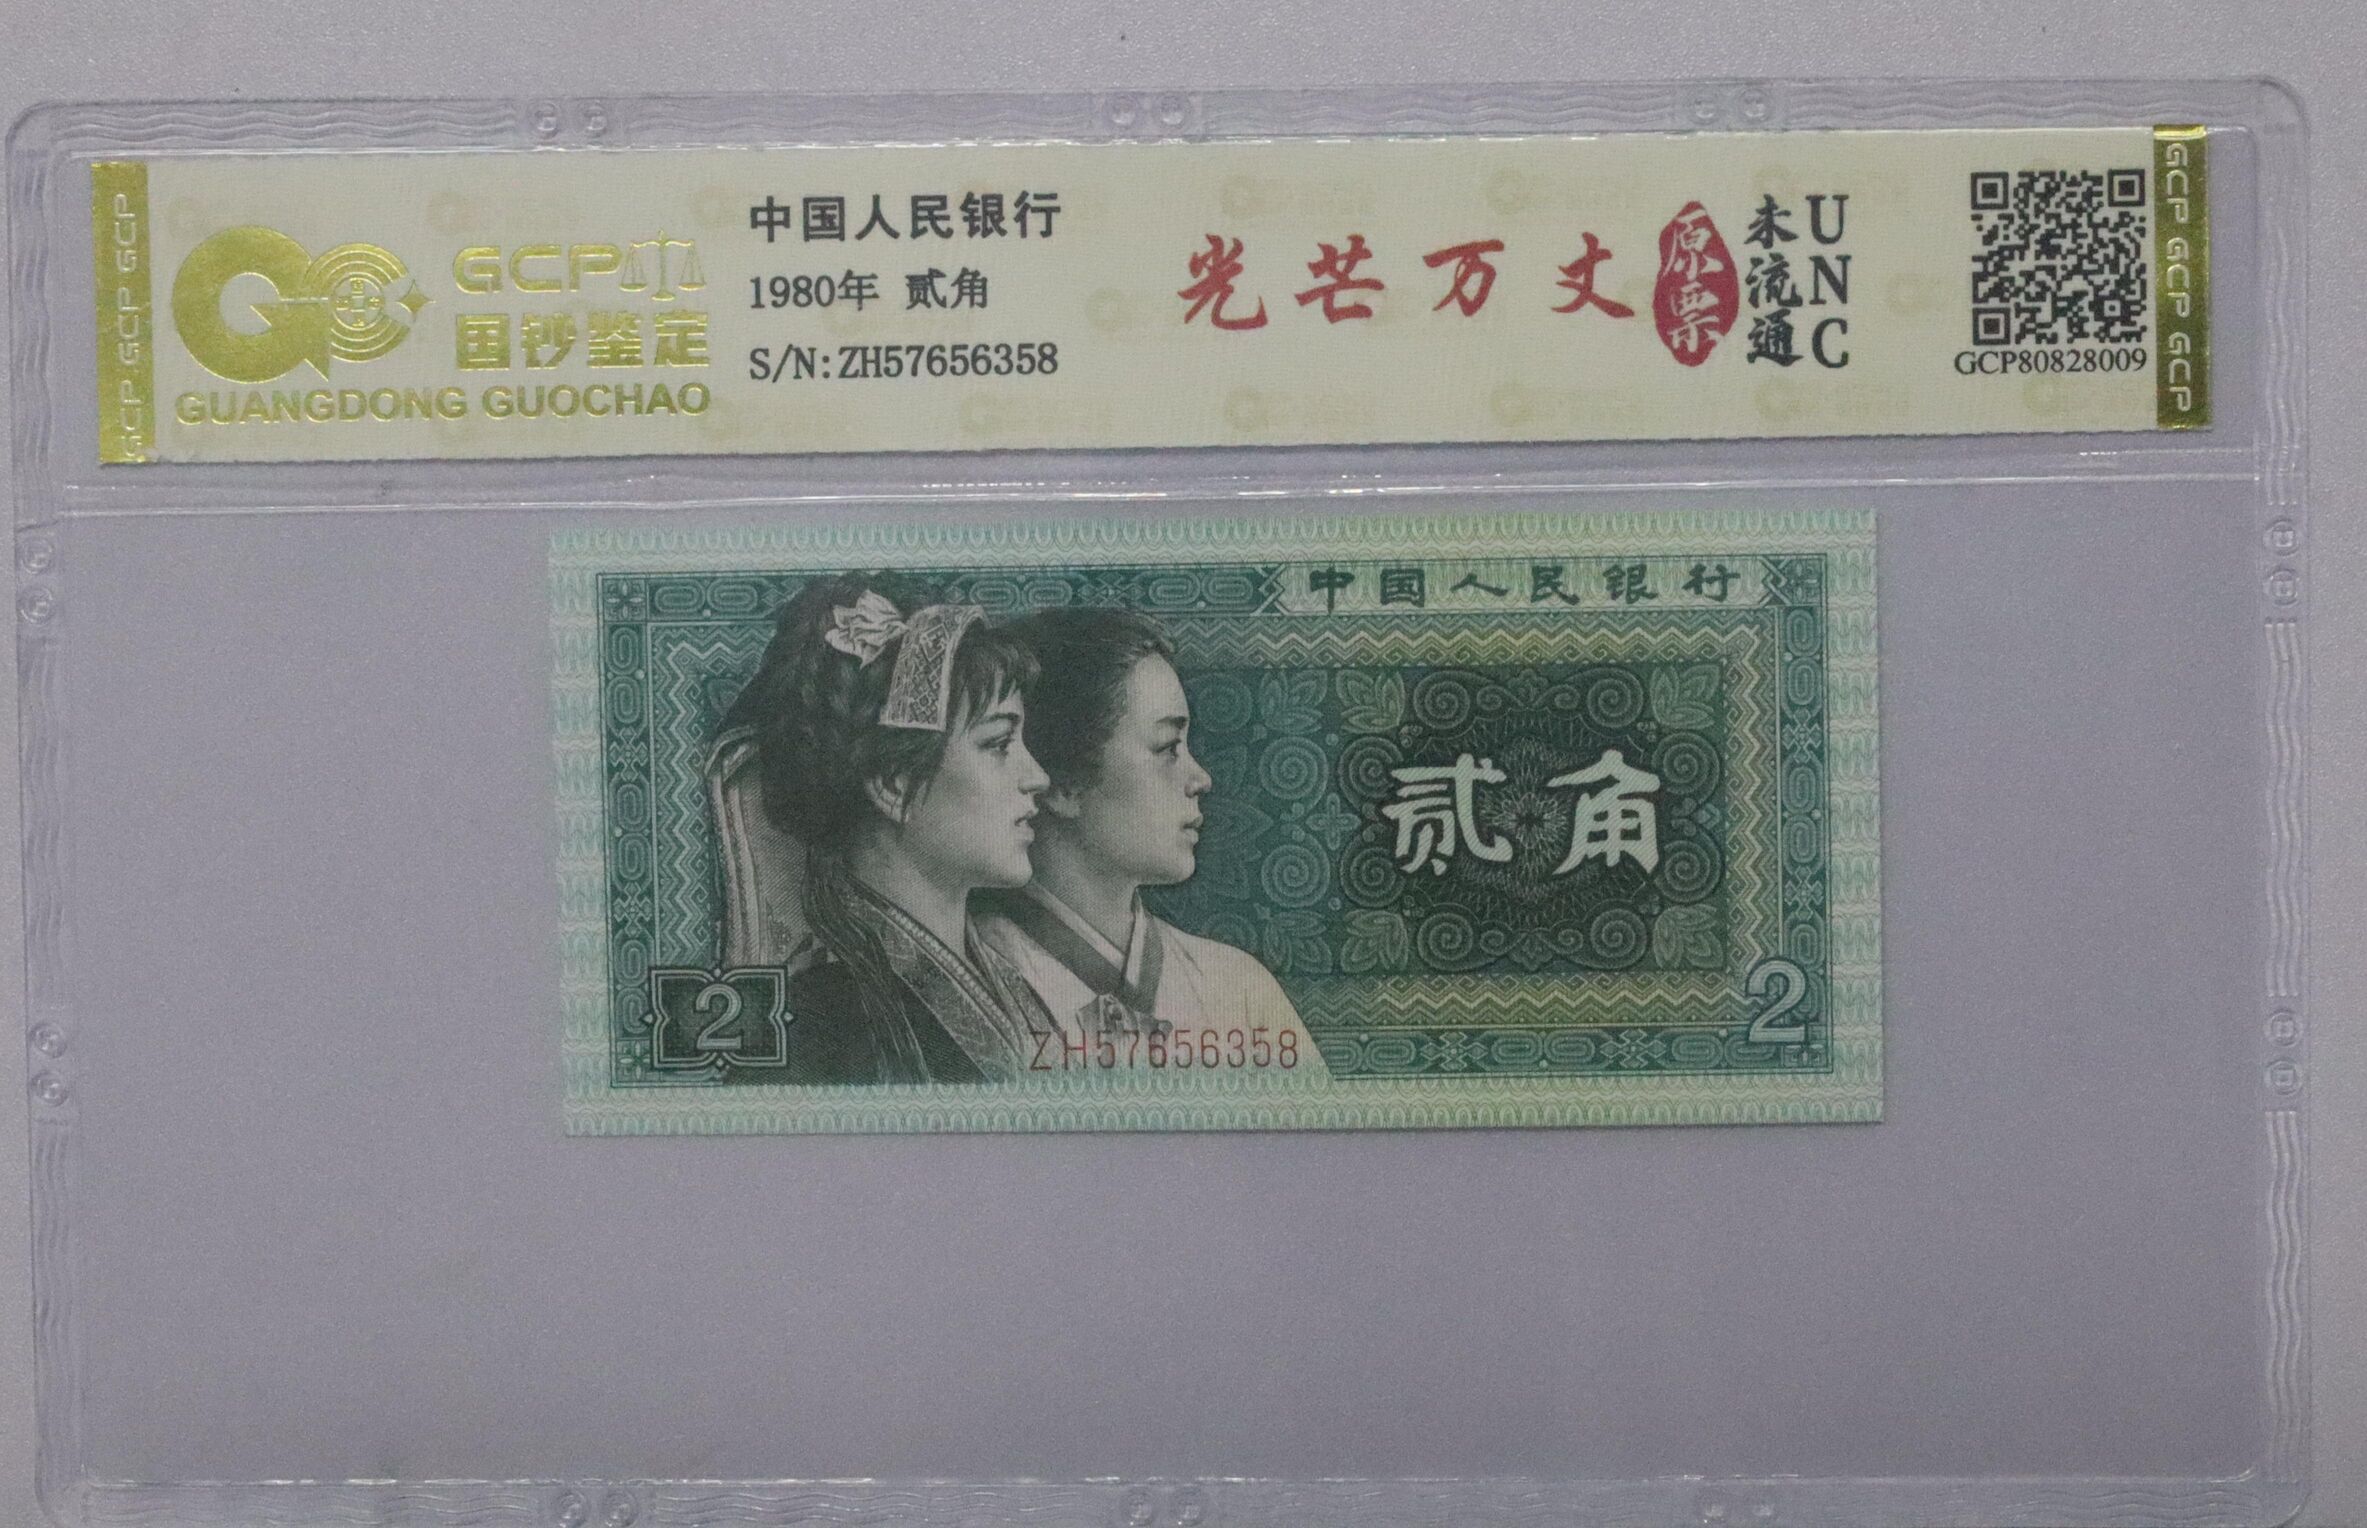 GCP
国钞鉴定
GUANGDONG GUOCHAO
中国人民银行
1980年 贰角
S/N:ZH57656358
光芒万丈
原票
未流通
UNC
GCP80828009
GCP GCP GCP GCP
GCP GCP GCP GCP
中国人民银行
贰角
2
2
ZH57656358